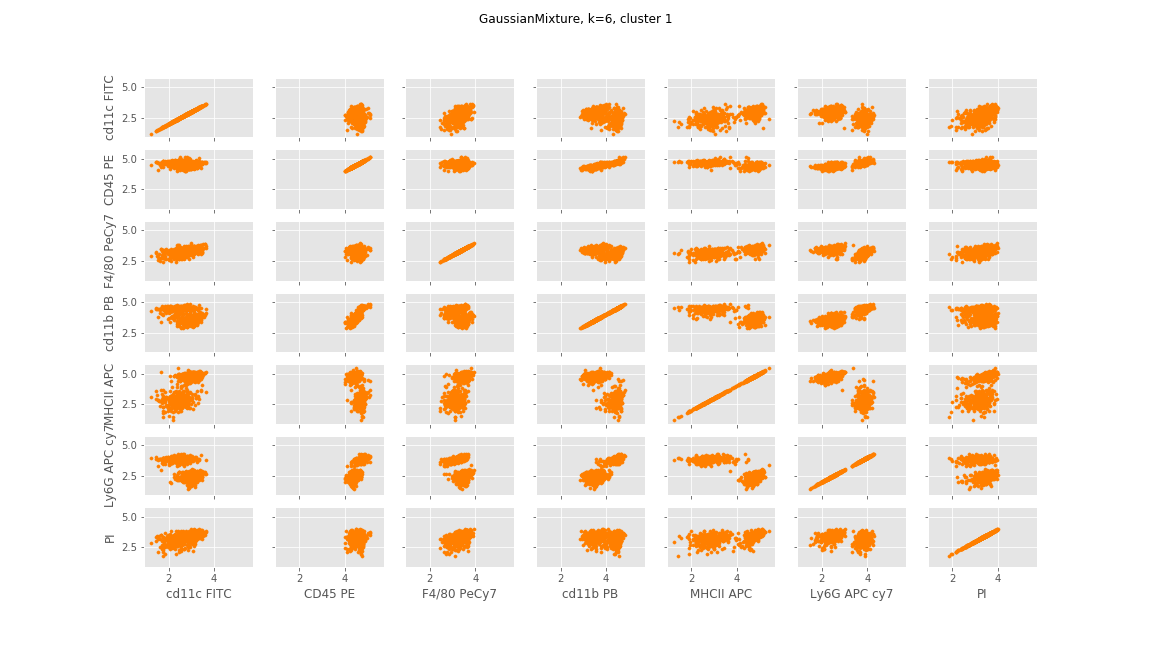 GaussianMixture, k=6, cluster 1
cd11c FITC
5.0
2.5
CD45 PE
5.0
2.5
F4/80 PeCy7
5.0
2.5
cd11b PB
5.0
2.5
MHCII APC
5.0
2.5
Ly6G APC cy7
5.0
2.5
PI
5.0
2.5
2 4 2 4 2 4 2 4 2 4 2 4 2 4
cd11c FITC CD45 PE F4/80 PeCy7 cd11b PB MHCII APC Ly6G APC cy7 PI